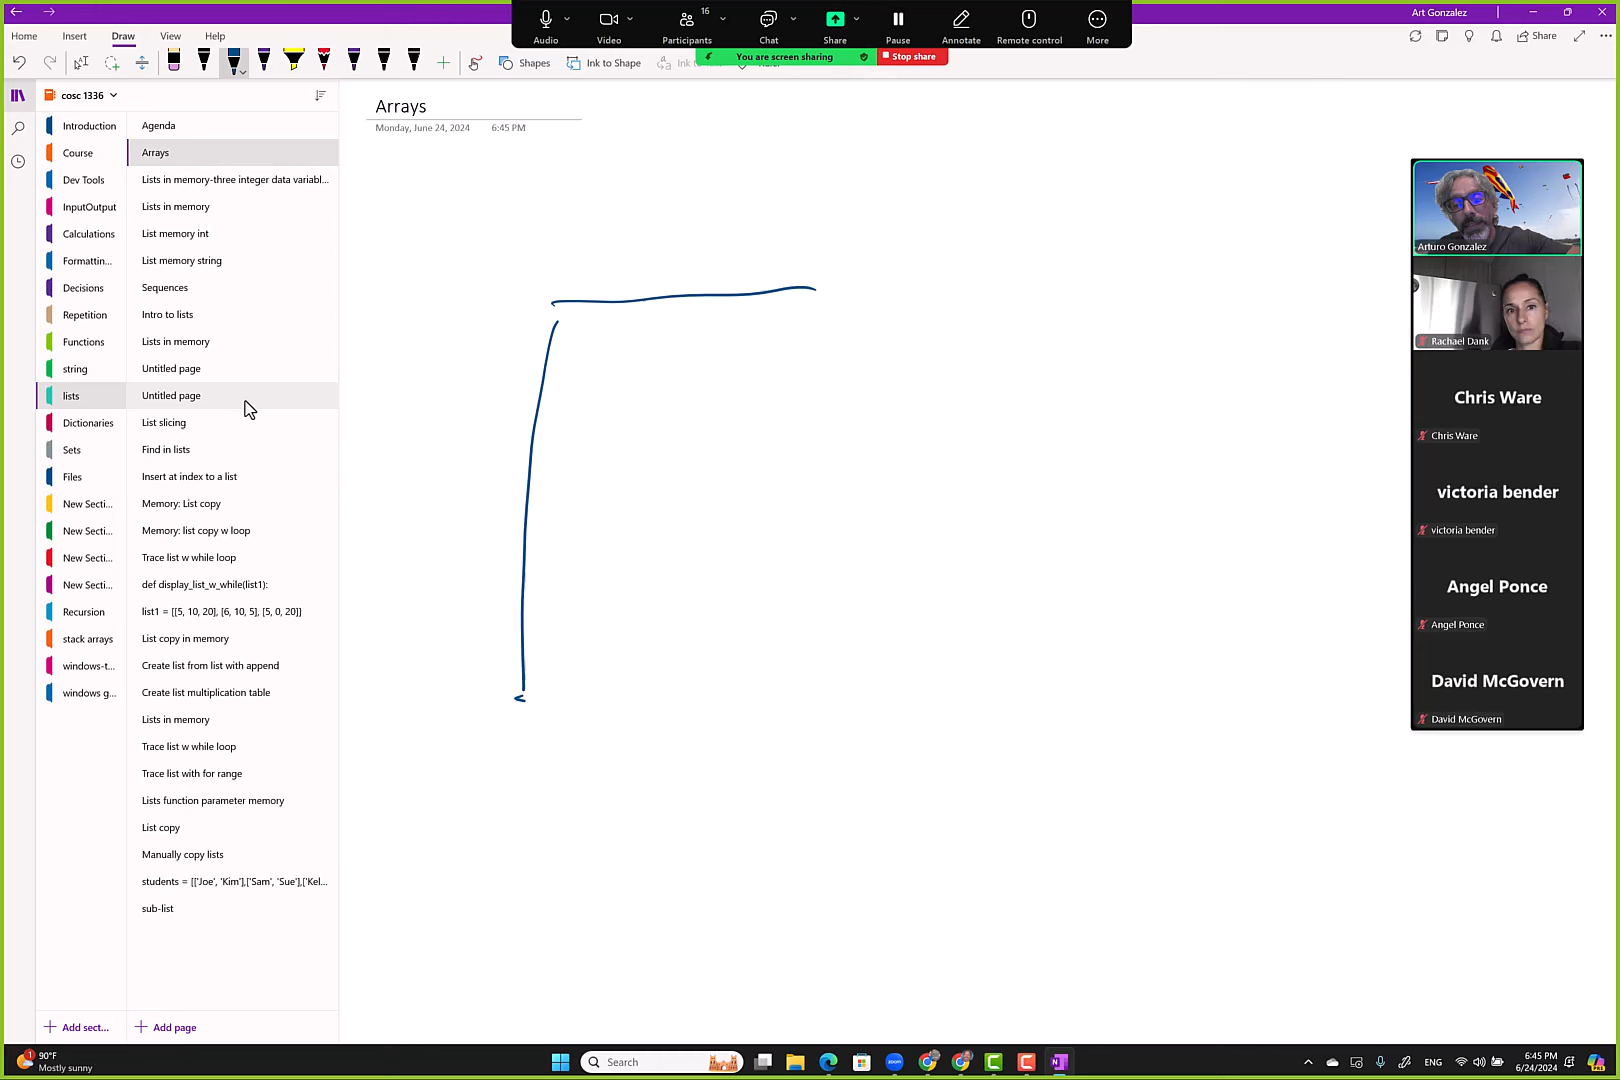 Art Gonzalez
16
Audio
Video
Participants
Chat
Share
Pause
Annotate
Remote control
More
You are screen sharing
Stop share
Home
Insert
Draw
View
Help
Share
Shapes
Ink to Shape
Ink to
cosc 1336
Introduction
Course
Dev Tools
InputOutput
Calculations
Formattin...
Decisions
Repetition
Functions
string
lists
Dictionaries
Sets
Files
New Secti...
New Secti...
New Secti...
New Secti...
Recursion
stack arrays
windows-t...
windows g...
Add sect...
Agenda
Arrays
Lists in memory-three integer data variabl...
Lists in memory
List memory int
List memory string
Sequences
Intro to lists
Lists in memory
Untitled page
Untitled page
List slicing
Find in lists
Insert at index to a list
Memory: List copy
Memory: list copy w loop
Trace list w while loop
def display_list_w_while(list1):
list1 = [[5, 10, 20], [6, 10, 5], [5, 0, 20]]
List copy in memory
Create list from list with append
Create list multiplication table
Lists in memory
Trace list w while loop
Trace list with for range
Lists function parameter memory
List copy
Manually copy lists
students = [['Joe', 'Kim'],['Sam', 'Sue'],['Kel...
sub-list
Add page
Arrays
Monday, June 24, 2024 6:45 PM
Arturo Gonzalez
Rachael Dank
Chris Ware
Chris Ware
victoria bender
victoria bender
Angel Ponce
Angel Ponce
David McGovern
David McGovern
1
90°F
Mostly sunny
Search
zoom
ENG
6:45 PM
6/24/2024